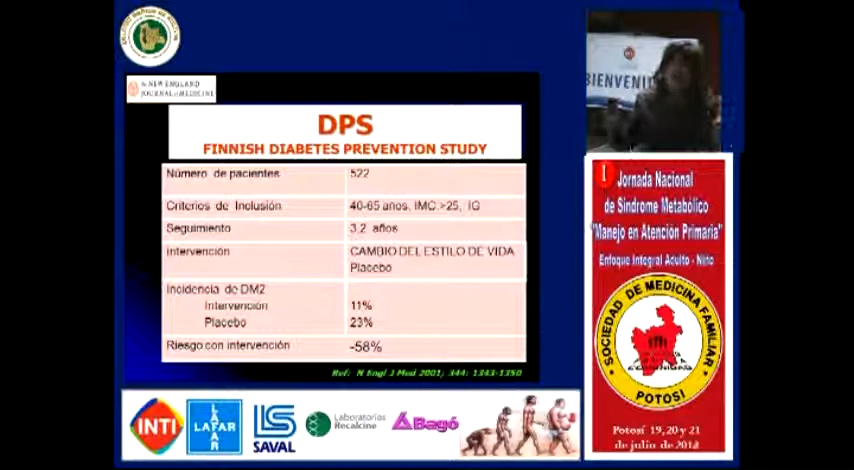 The NEW ENGLAND
JOURNAL of MEDICINE
DPS
FINNISH DIABETES PREVENTION STUDY
Número de pacientes 522
Criterios de Inclusión 40-65 años, IMC >25, IG
Seguimiento 3,2 años
Intervención CAMBIO DEL ESTILO DE VIDA
Placebo
Incidencia de DM2
Intervención 11%
Placebo 23%
Riesgo con intervención -58%
Ref: N Engl J Med 2001; 344: 1343-1350
BIENVENI
I Jornada Nacional
de Síndrome Metabólico
"Manejo en Atención Primaria"
Enfoque Integral Adulto - Niño
SOCIEDAD DE MEDICINA FAMILIAR
POTOSI
Potosí 19,20 y 21
de julio de 2012
INTI
LAFAR
LAFAR
LS
SAVAL
Laboratorios
Recalcine
Bagó